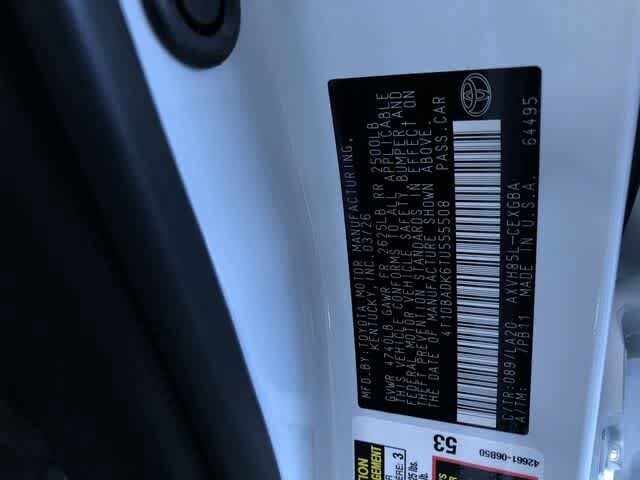 MFD.BY:TOYOTA MOTOR MANUFACTURING,
KENTUCKY, INC. 03/26
GVWR 4740LB GAWR FR 2625LB RR 2500LB
THIS VEHICLE CONFORMS TO ALL APPLICABLE
FEDERAL MOTOR VEHICLE SAFETY, BUMPER AND
THEFT PREVENTION STANDARDS IN EFFECT ON
THE DATE OF MANUFACTURE SHOWN ABOVE.
4T1DBADK6TU555508 PASS.CAR
C/TR:089/LA20 AXVH85L-CEXGBA
A/TM: 7PB11 MADE IN U.S.A. 64495
53
42661-06B50
3